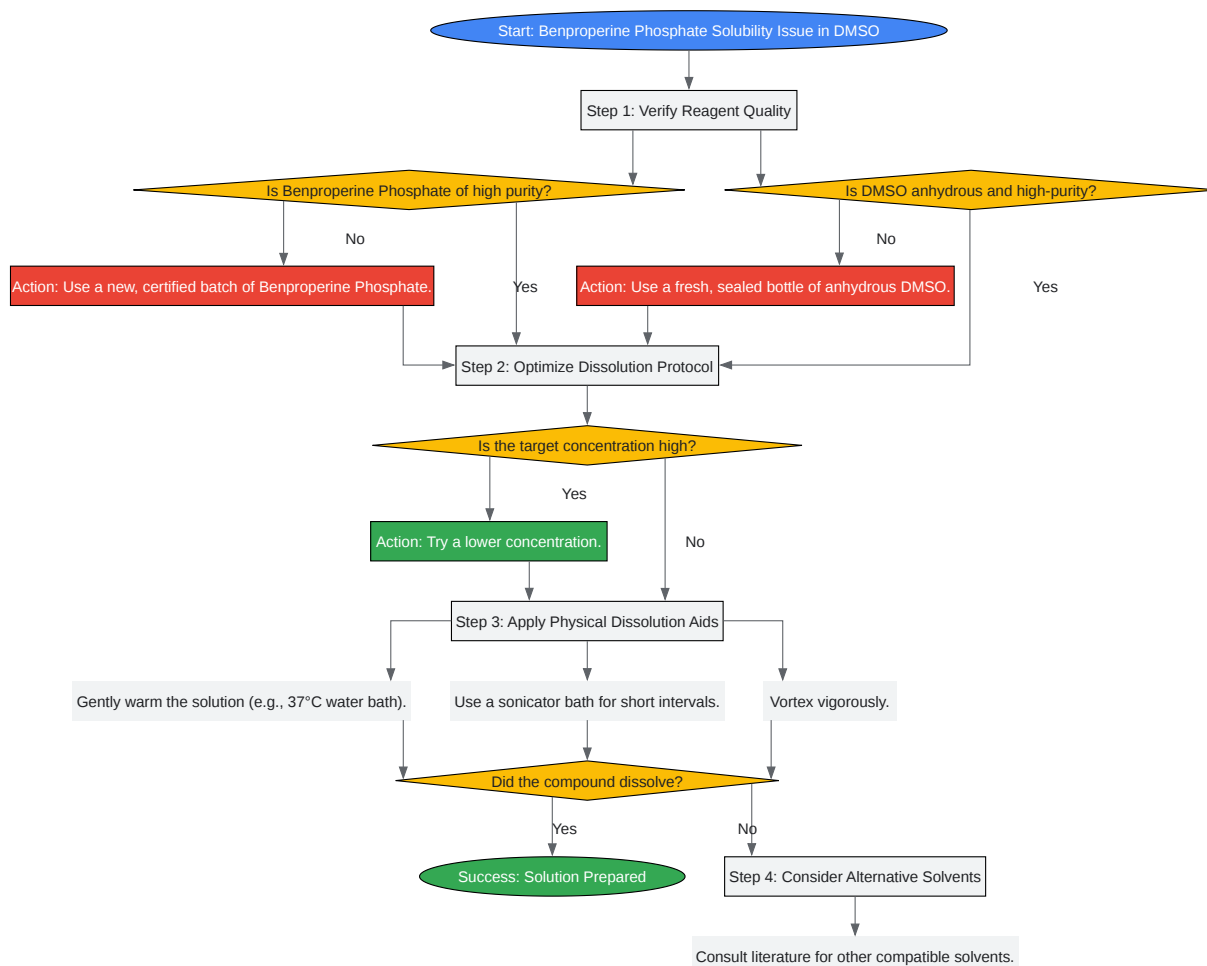 Start: Benproperine Phosphate Solubility Issue in DMSO
Step 1: Verify Reagent Quality
Is Benproperine Phosphate of high purity?
Is DMSO anhydrous and high-purity?
No
No
Action: Use a new, certified batch of Benproperine Phosphate.
Yes
Action: Use a fresh, sealed bottle of anhydrous DMSO.
Yes
Step 2: Optimize Dissolution Protocol
Is the target concentration high?
Yes
Action: Try a lower concentration.
No
Step 3: Apply Physical Dissolution Aids
Gently warm the solution (e.g., 37°C water bath).
Use a sonicator bath for short intervals.
Vortex vigorously.
Did the compound dissolve?
Yes
No
Success: Solution Prepared
Step 4: Consider Alternative Solvents
Consult literature for other compatible solvents.